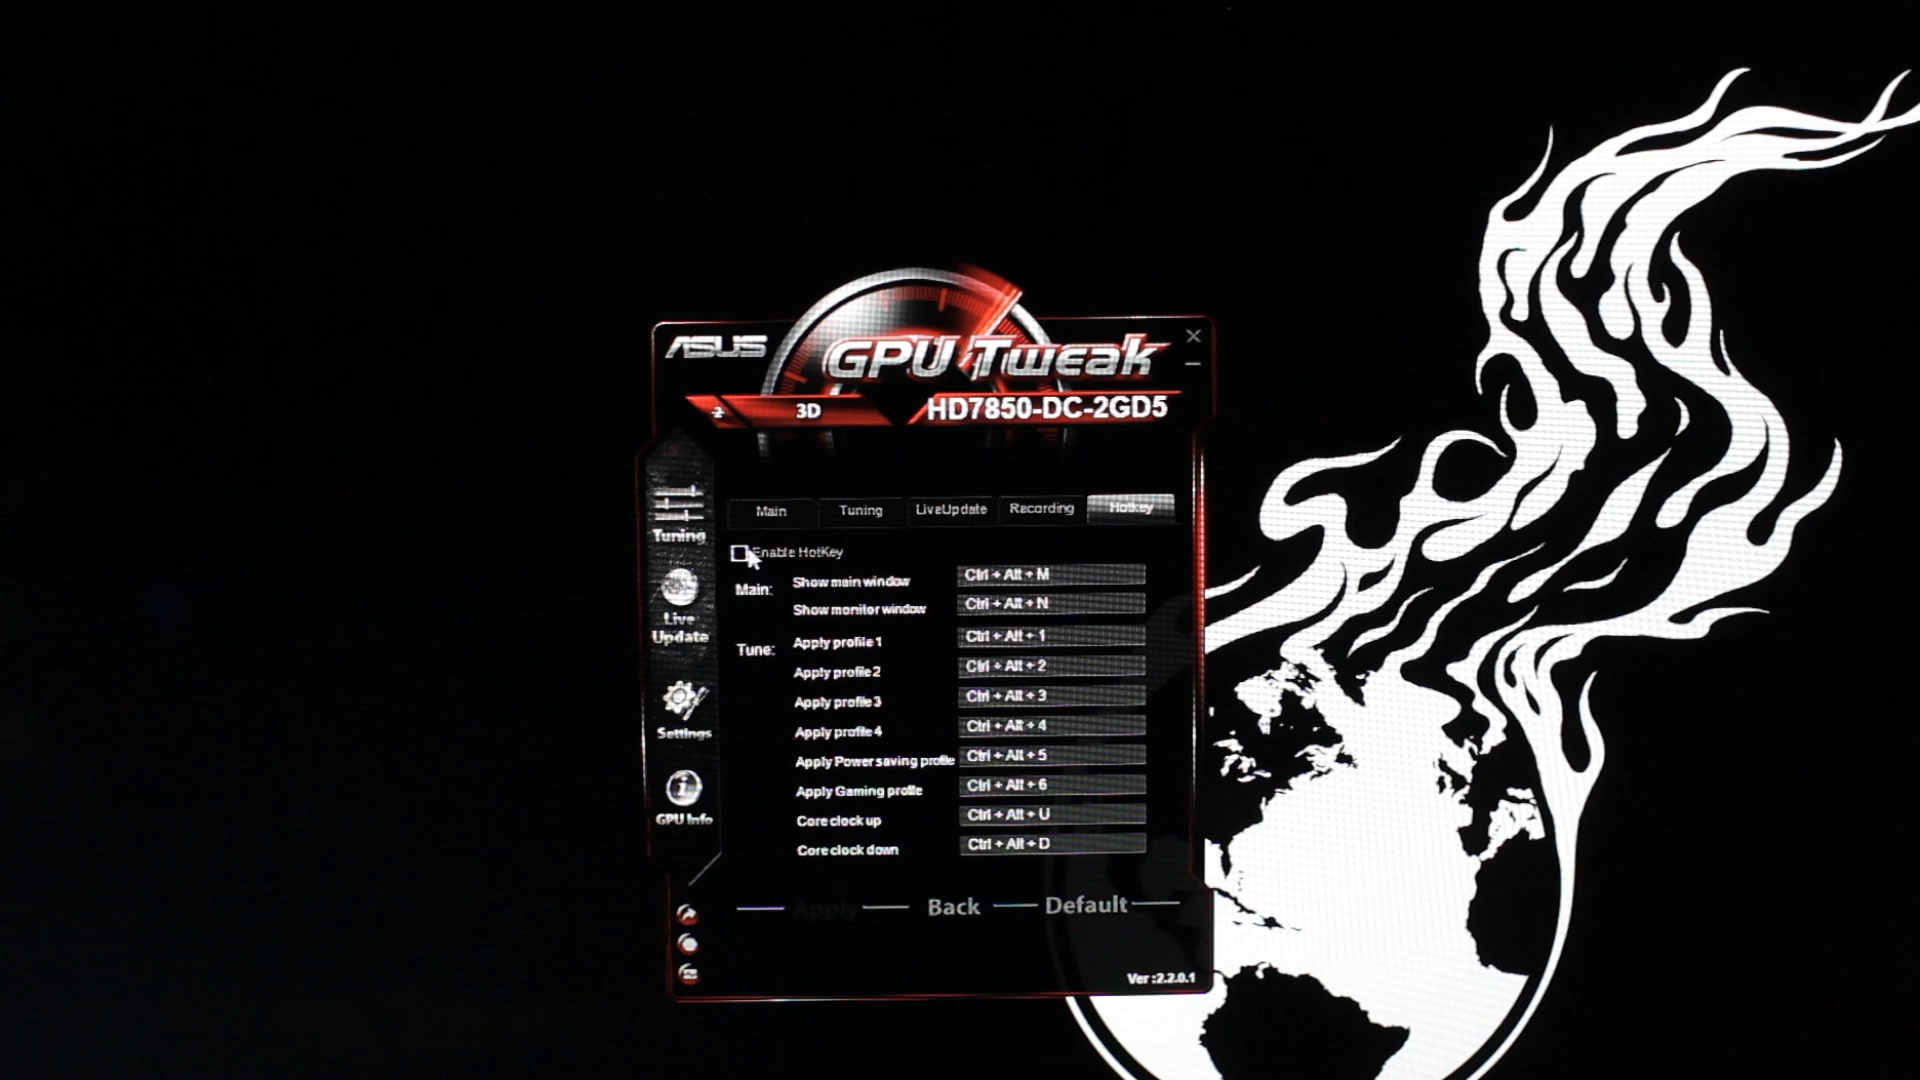 ASUS
GPU Tweak
3D
HD7850-DC-2GD5
Main Tuning LiveUpdate Recording Hotkey
Enable HotKey
Main: Show main window Ctrl + Alt + M
Show monitor window Ctrl + Alt + N
Tune: Apply profile 1 Ctrl + Alt + 1
Apply profile 2 Ctrl + Alt + 2
Apply profile 3 Ctrl + Alt + 3
Apply profile 4 Ctrl + Alt + 4
Apply Power saving profile Ctrl + Alt + 5
Apply Gaming profile Ctrl + Alt + 6
Core clock up Ctrl + Alt + U
Core clock down Ctrl + Alt + D
Tuning
Live
Update
Settings
GPU Info
Apply Back Default
Ver :2.2.0.1